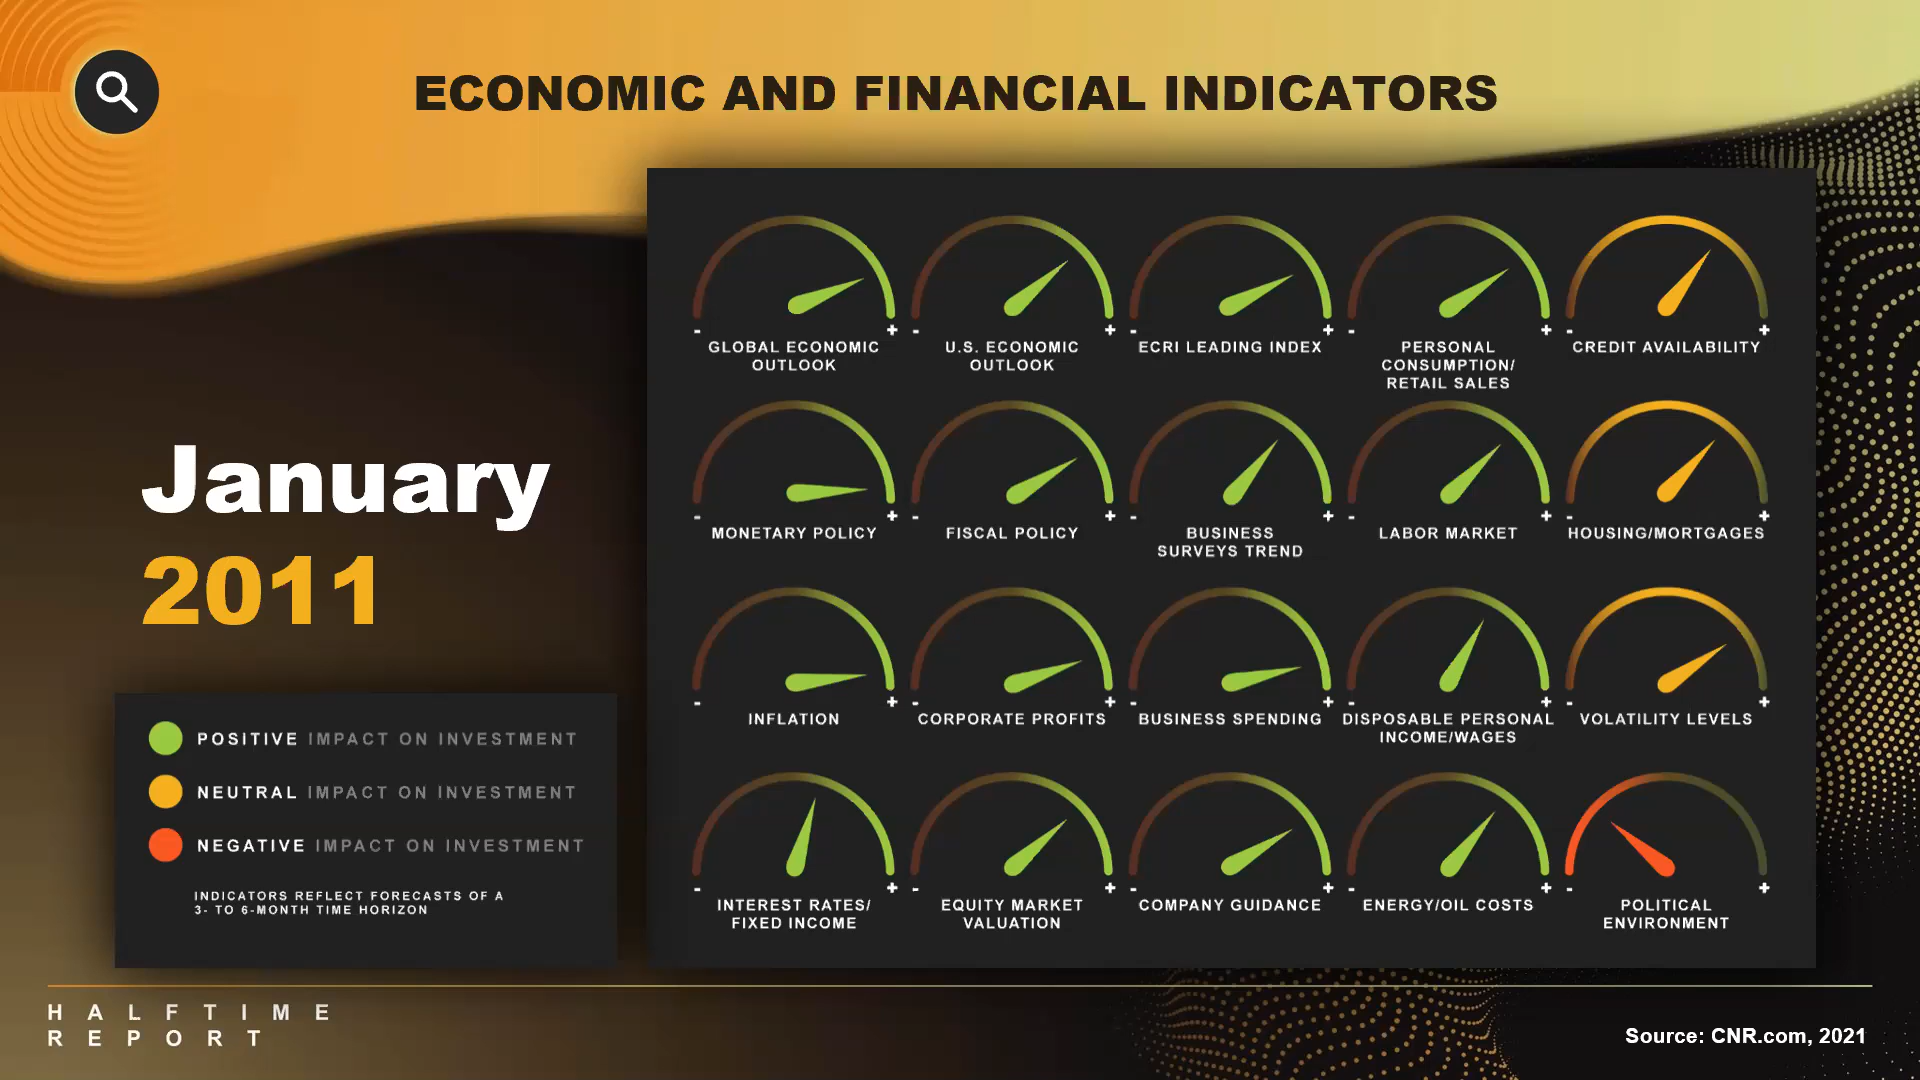 ECONOMIC AND FINANCIAL INDICATORS
January
2011
POSITIVE IMPACT ON INVESTMENT
NEUTRAL IMPACT ON INVESTMENT
NEGATIVE IMPACT ON INVESTMENT
INDICATORS REFLECT FORECASTS OF A
3- TO 6-MONTH TIME HORIZON
- + - + - + - + - +
GLOBAL ECONOMIC
OUTLOOK
U.S. ECONOMIC
OUTLOOK
ECRI LEADING INDEX
PERSONAL
CONSUMPTION/
RETAIL SALES
CREDIT AVAILABILITY
- + - + - + - + - +
MONETARY POLICY
FISCAL POLICY
BUSINESS
SURVEYS TREND
LABOR MARKET
HOUSING/MORTGAGES
- + - + - + - + - +
INFLATION
CORPORATE PROFITS
BUSINESS SPENDING
DISPOSABLE PERSONAL
INCOME/WAGES
VOLATILITY LEVELS
- + - + - + - + - +
INTEREST RATES/
FIXED INCOME
EQUITY MARKET
VALUATION
COMPANY GUIDANCE
ENERGY/OIL COSTS
POLITICAL
ENVIRONMENT
HALFTIME
REPORT
Source: CNR.com, 2021